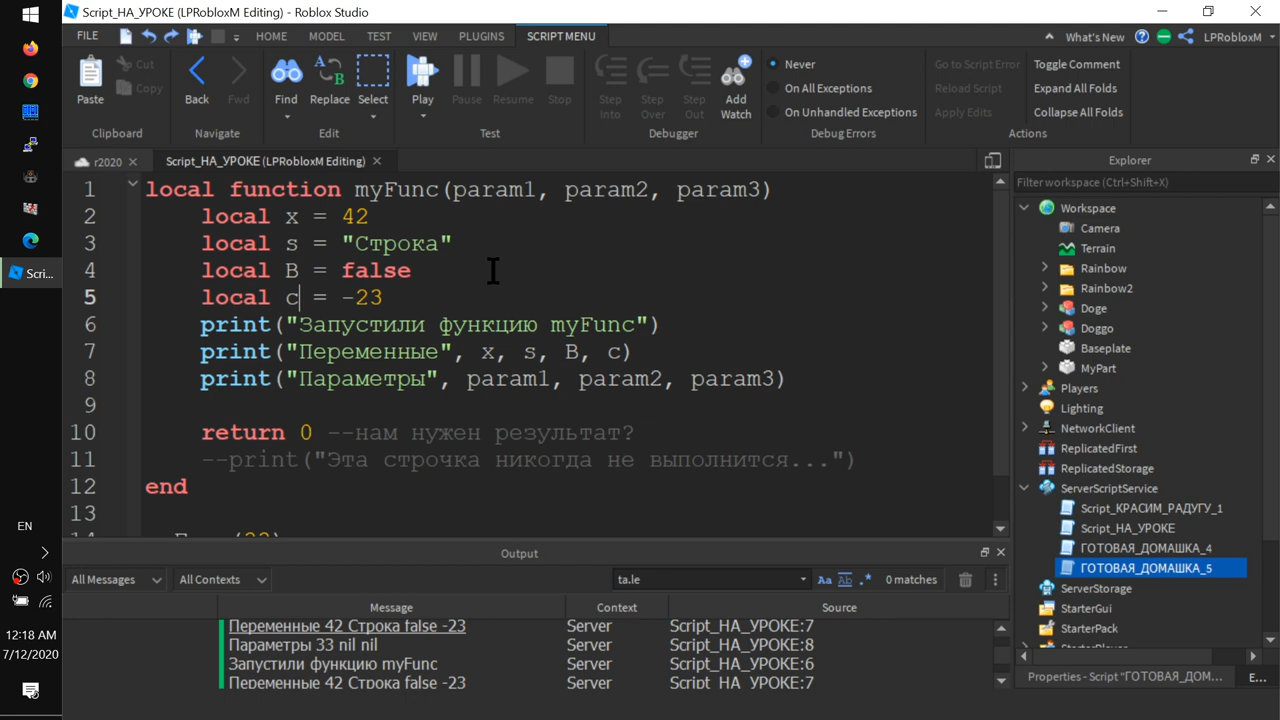 Script_НА_УРОКЕ (LPRobloxM Editing) - Roblox Studio
FILE HOME MODEL TEST VIEW PLUGINS SCRIPT MENU What's New LPRobloxM
Paste Cut Copy Back Fwd Find Replace Select Play Pause Resume Stop Step Into Step Over Step Out Add Watch
Never
On All Exceptions
On Unhandled Exceptions
Go to Script Error
Reload Script
Apply Edits
Toggle Comment
Expand All Folds
Collapse All Folds
Clipboard Navigate Edit Test Debugger Debug Errors Actions
r2020 Script_НА_УРОКЕ (LPRobloxM Editing)
1 local function myFunc(param1, param2, param3)
2 local x = 42
3 local s = "Строка"
4 local B = false
5 local c = -23
6 print("Запустили функцию myFunc")
7 print("Переменные", x, s, B, c)
8 print("Параметры", param1, param2, param3)
9
10 return 0 --нам нужен результат?
11 --print("Эта строчка никогда не выполнится...")
12 end
13
Output
All Messages All Contexts ta.le Aa Ab .* 0 matches
Message Context Source
Переменные 42 Строка false -23 Server Script_НА_УРОКЕ:7
Параметры 33 nil nil Server Script_НА_УРОКЕ:8
Запустили функцию myFunc Server Script_НА_УРОКЕ:6
Переменные 42 Строка false -23 Server Script_НА_УРОКЕ:7
Explorer
Filter workspace (Ctrl+Shift+X)
Workspace
Camera
Terrain
Rainbow
Rainbow2
Doge
Doggo
Baseplate
MyPart
Players
Lighting
NetworkClient
ReplicatedFirst
ReplicatedStorage
ServerScriptService
Script_КРАСИМ_РАДУГУ_1
Script_НА_УРОКЕ
ГОТОВАЯ_ДОМАШКА_4
ГОТОВАЯ_ДОМАШКА_5
ServerStorage
StarterGui
StarterPack
Properties - Script "ГОТОВАЯ_ДОМ... E...
Scri...
EN
12:18 AM
7/12/2020